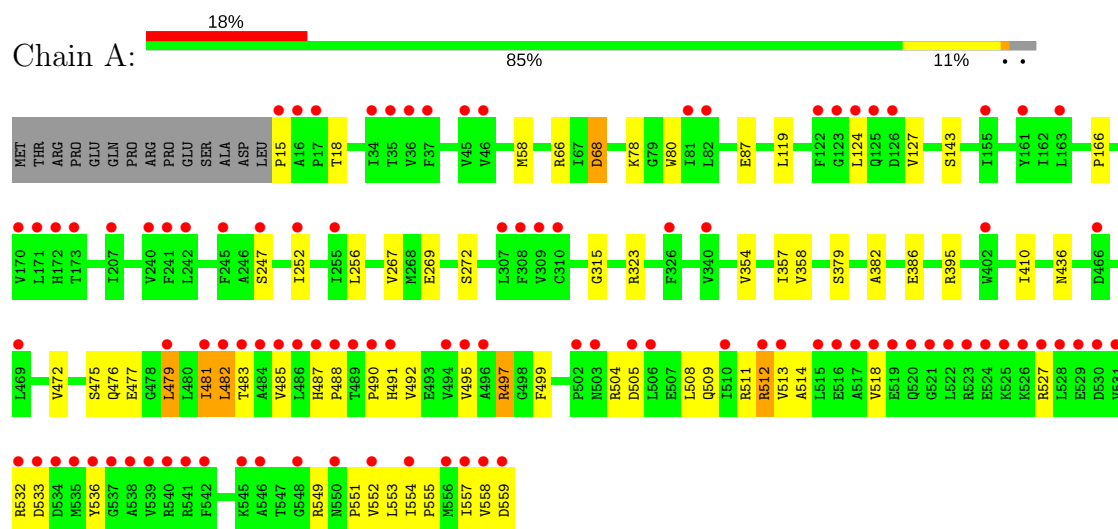 18%
Chain A:
85% 11% • •
MET THR ARG PRO GLU GLN PRO ARG PRO GLU SER ALA ASP LEU P15 A16 P17 T18 I34 T35 V36 F37 V45 V46 M58 R66 I67 D68 K78 G79 W80 I81 L82 E87 L119 F122 G123 L124 Q125 D126 V127 S143 I155 Y161 I162 L163 P166
V170 L171 H172 T173 I207 V240 F241 L242 F245 A246 S247 I252 I255 L256 V267 M268 E269 S272 L307 F308 V309 C310 G315 R323 F326 V340 V354 I357 V358 S379 A382 E386 R395 W402 I410 N436 D466
L469 V472 S475 Q476 E477 G478 L479 L480 I481 L482 T483 A484 V485 L486 H487 P488 T489 P490 H491 V492 E493 V494 V495 A496 R497 G498 F499 P502 N503 R504 D505 L506 E507 L508 Q509 I510 R511 R512 V513 A514 L515 E516 A517 V518 E519 Q520 G521 L522 R523 E524 K525 K526 R527 L528 E529 D530 V531
R532 D533 D534 M535 Y536 G537 A538 V539 R540 R541 F542 K545 A546 T547 G548 R549 N550 P551 V552 L553 I554 P555 M556 I557 V558 D559